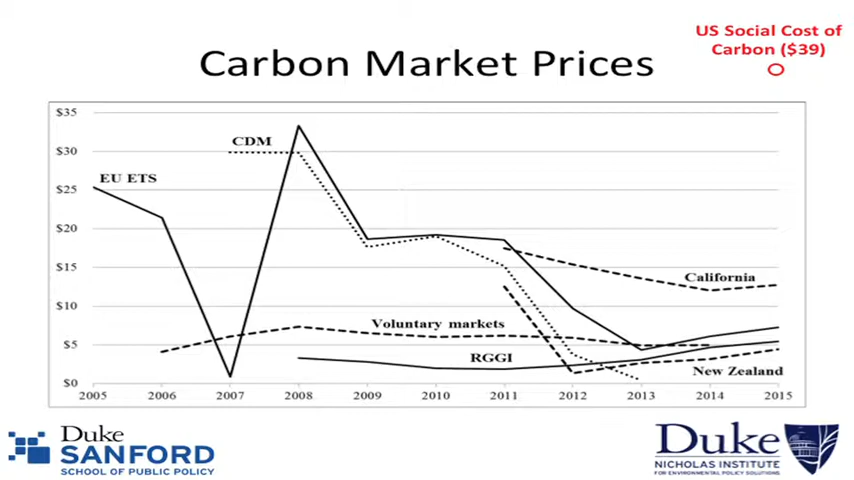 US Social Cost of
Carbon ($39)
Carbon Market Prices
$35
$30
$25
$20
$15
$10
$5
$0
CDM
EU ETS
California
Voluntary markets
RGGI
New Zealand
2005 2006 2007 2008 2009 2010 2011 2012 2013 2014 2015
Duke
SANFORD
SCHOOL OF PUBLIC POLICY
Duke
NICHOLAS INSTITUTE
FOR ENVIRONMENTAL POLICY SOLUTIONS